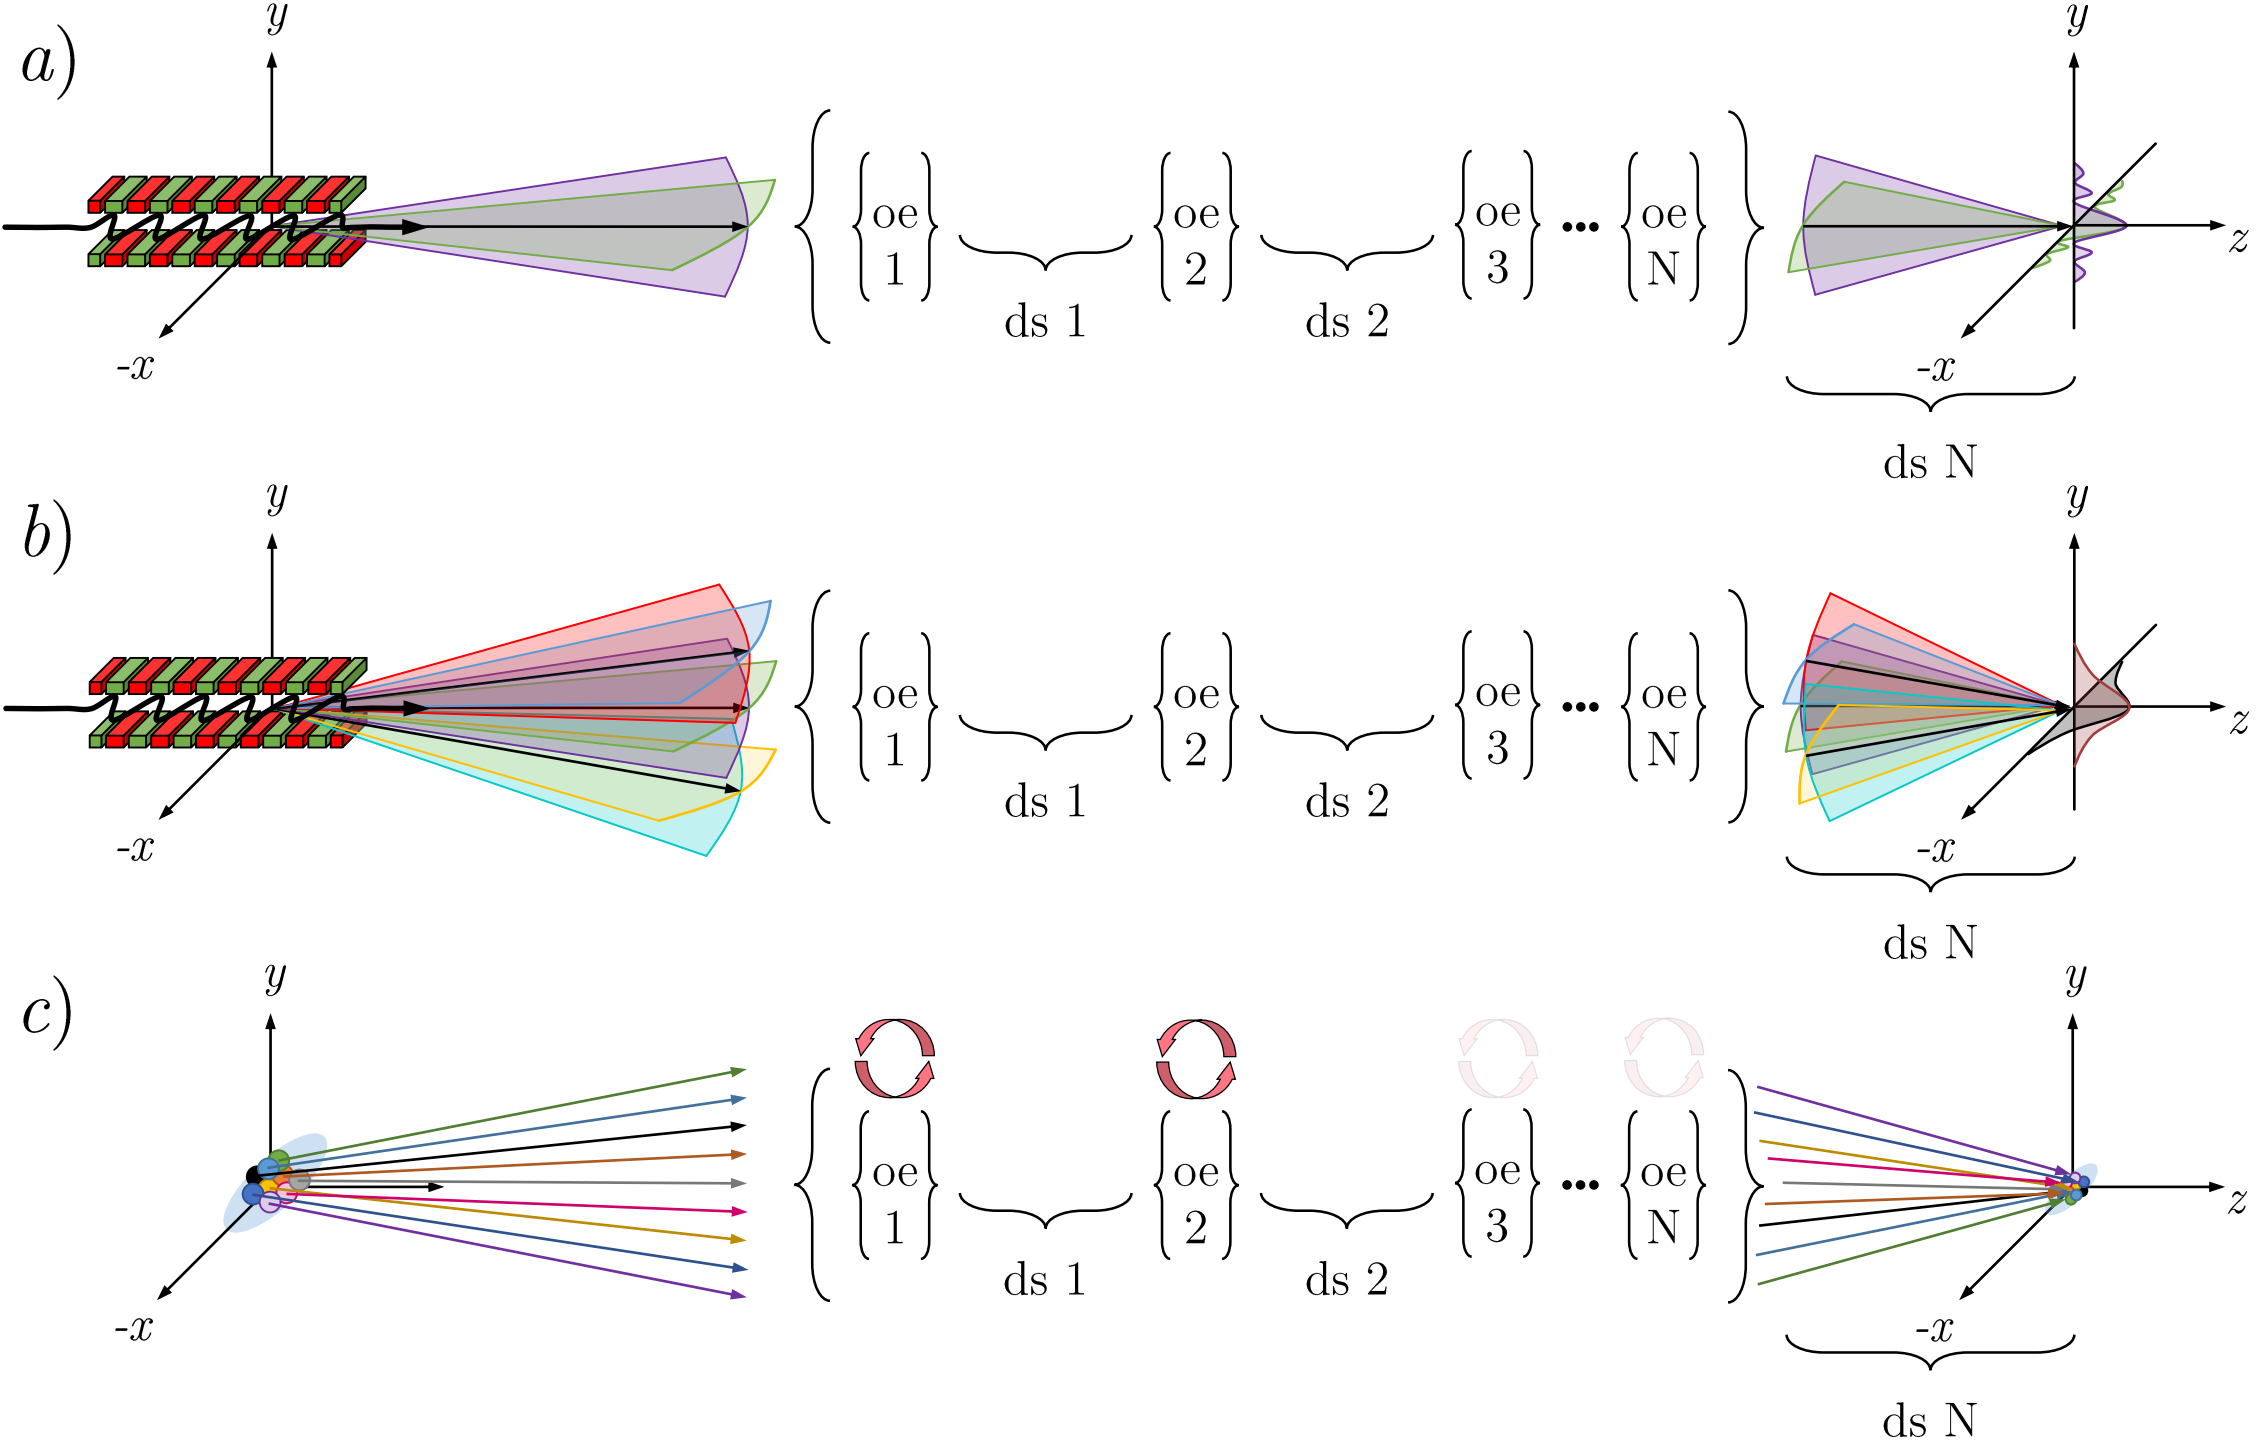 a)
y
-x
{oe 1} ds 1 {oe 2} ds 2 {oe 3} ••• {oe N}
y
z
-x
ds N
b)
y
-x
{oe 1} ds 1 {oe 2} ds 2 {oe 3} ••• {oe N}
y
z
-x
ds N
c)
y
-x
{oe 1} ds 1 {oe 2} ds 2 {oe 3} ••• {oe N}
y
z
-x
ds N